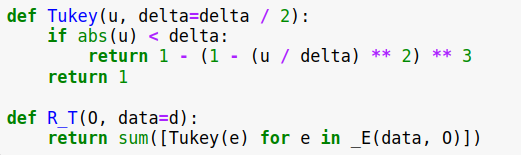 def Tukey(u, delta=delta / 2):
    if abs(u) < delta:
        return 1 - (1 - (u / delta) ** 2) ** 3
    return 1

def R_T(O, data=d):
    return sum([Tukey(e) for e in _E(data, O)])